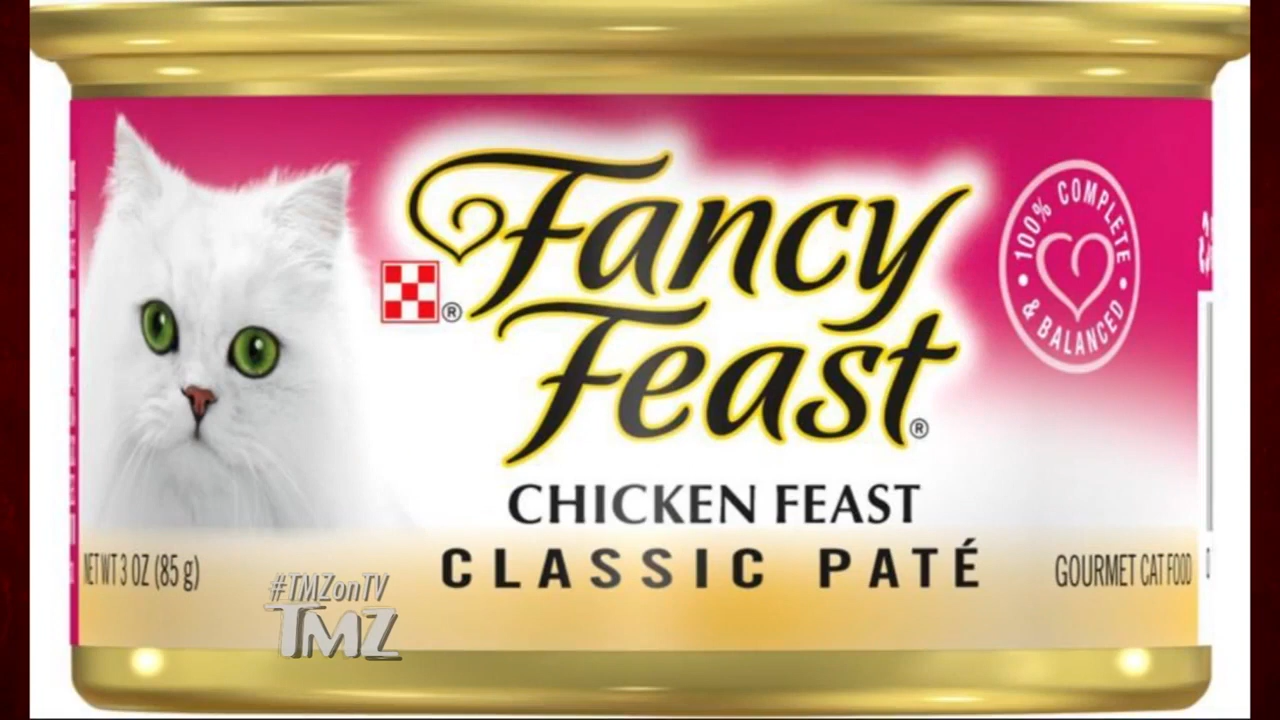 Fancy
Feast
®
®
CHICKEN FEAST
CLASSIC PATÉ
100% COMPLETE
& BALANCED
NET WT 3 OZ (85 g)
GOURMET CAT FOOD
#TMZonTV
TMZ